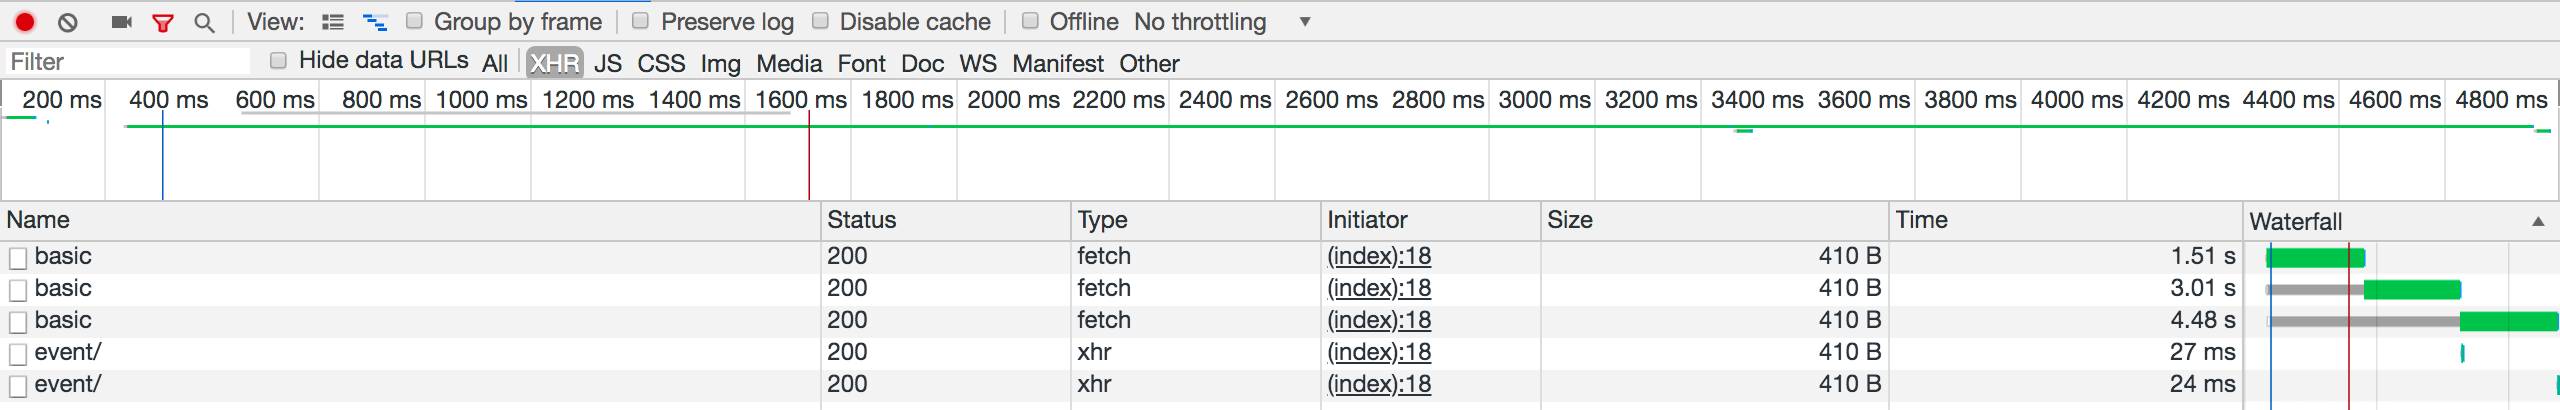 View: Group by frame Preserve log Disable cache Offline No throttling ▼
Filter Hide data URLs All XHR JS CSS Img Media Font Doc WS Manifest Other
200 ms 400 ms 600 ms 800 ms 1000 ms 1200 ms 1400 ms 1600 ms 1800 ms 2000 ms 2200 ms 2400 ms 2600 ms 2800 ms 3000 ms 3200 ms 3400 ms 3600 ms 3800 ms 4000 ms 4200 ms 4400 ms 4600 ms 4800 ms
Name Status Type Initiator Size Time Waterfall ▲
basic 200 fetch (index):18 410 B 1.51 s
basic 200 fetch (index):18 410 B 3.01 s
basic 200 fetch (index):18 410 B 4.48 s
event/ 200 xhr (index):18 410 B 27 ms
event/ 200 xhr (index):18 410 B 24 ms